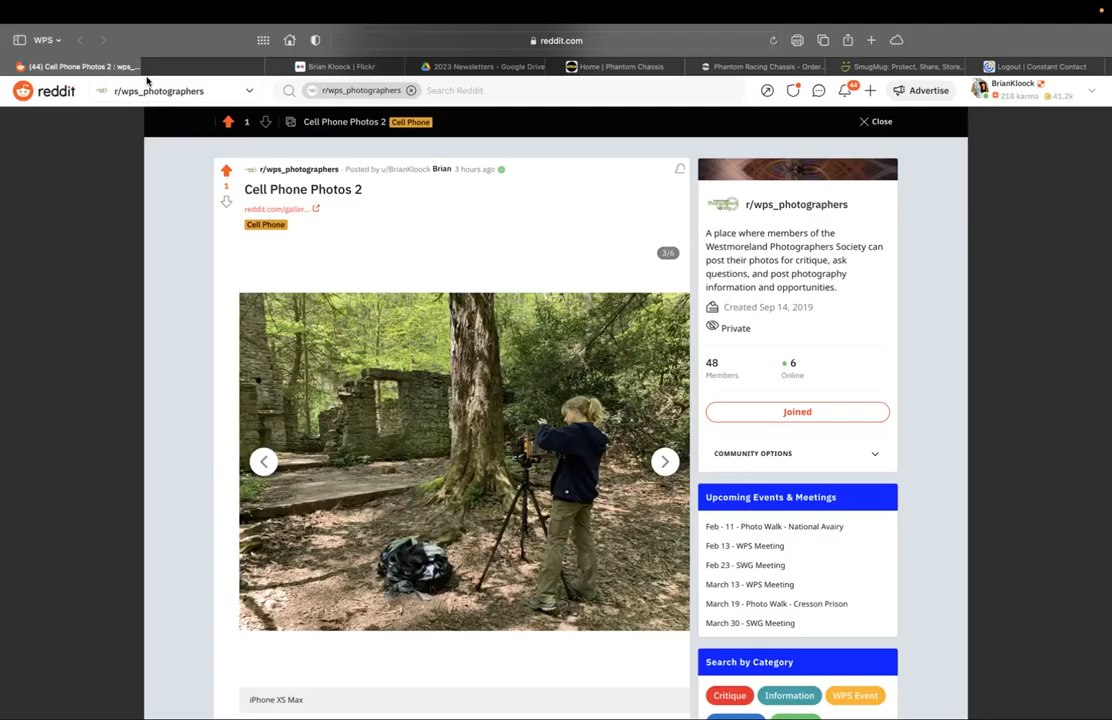 WPS
reddit.com
(44) Cell Phone Photos 2 : wps_...
Brian Kloock | Flickr
2023 Newsletters - Google Drive
Home | Phantom Chassis
Phantom Racing Chassis - Order...
SmugMug: Protect, Share, Store,...
Logout | Constant Contact
reddit
r/wps_photographers
r/wps_photographers
Search Reddit
44
Advertise
BrianKloock
218 karma
41.2k
1
Cell Phone Photos 2
Cell Phone
Close
r/wps_photographers · Posted by u/BrianKloock Brian 3 hours ago
1
Cell Phone Photos 2
reddit.com/galler...
Cell Phone
3/6
iPhone XS Max
r/wps_photographers
A place where members of the
Westmoreland Photographers Society can
post their photos for critique, ask
questions, and post photography
information and opportunities.
Created Sep 14, 2019
Private
48
Members
6
Online
Joined
COMMUNITY OPTIONS
Upcoming Events & Meetings
Feb - 11 - Photo Walk - National Avairy
Feb 13 - WPS Meeting
Feb 23 - SWG Meeting
March 13 - WPS Meeting
March 19 - Photo Walk - Cresson Prison
March 30 - SWG Meeting
Search by Category
Critique
Information
WPS Event